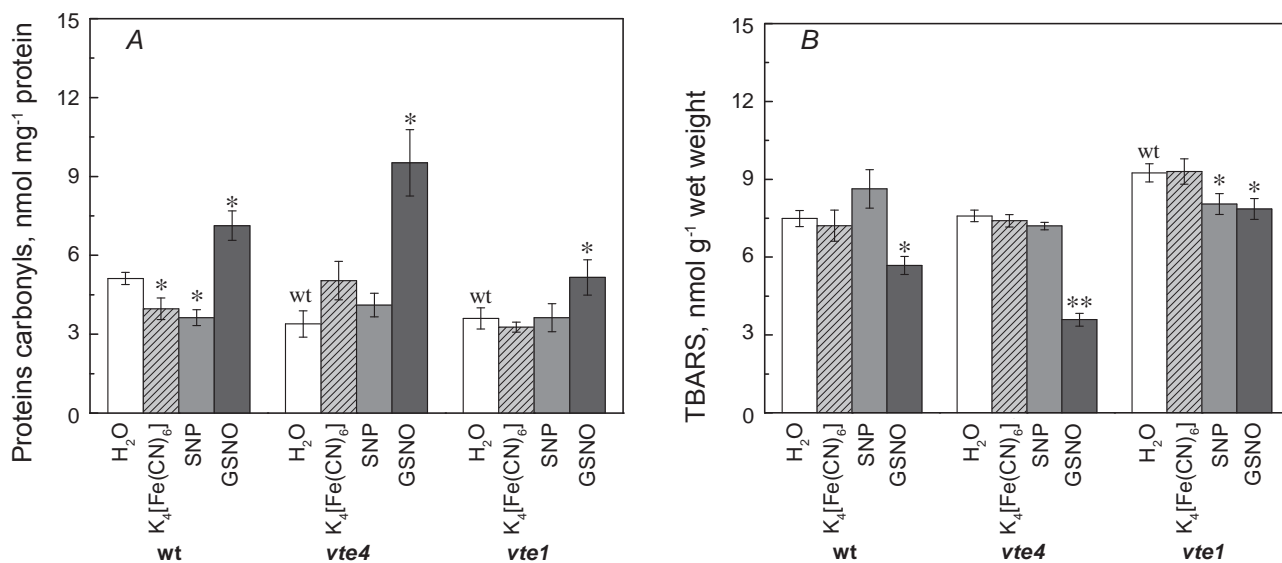 A
Proteins carbonyls, nmol mg⁻¹ protein
15
12
9
6
3
0
*
*
*
wt
*
wt
*
H₂O
K₄[Fe(CN)₆]
SNP
GSNO
H₂O
K₄[Fe(CN)₆]
SNP
GSNO
H₂O
K₄[Fe(CN)₆]
SNP
GSNO
wt
vte4
vte1
B
TBARS, nmol g⁻¹ wet weight
15
12
9
6
3
0
*
**
wt
*
*
H₂O
K₄[Fe(CN)₆]
SNP
GSNO
H₂O
K₄[Fe(CN)₆]
SNP
GSNO
H₂O
K₄[Fe(CN)₆]
SNP
GSNO
wt
vte4
vte1